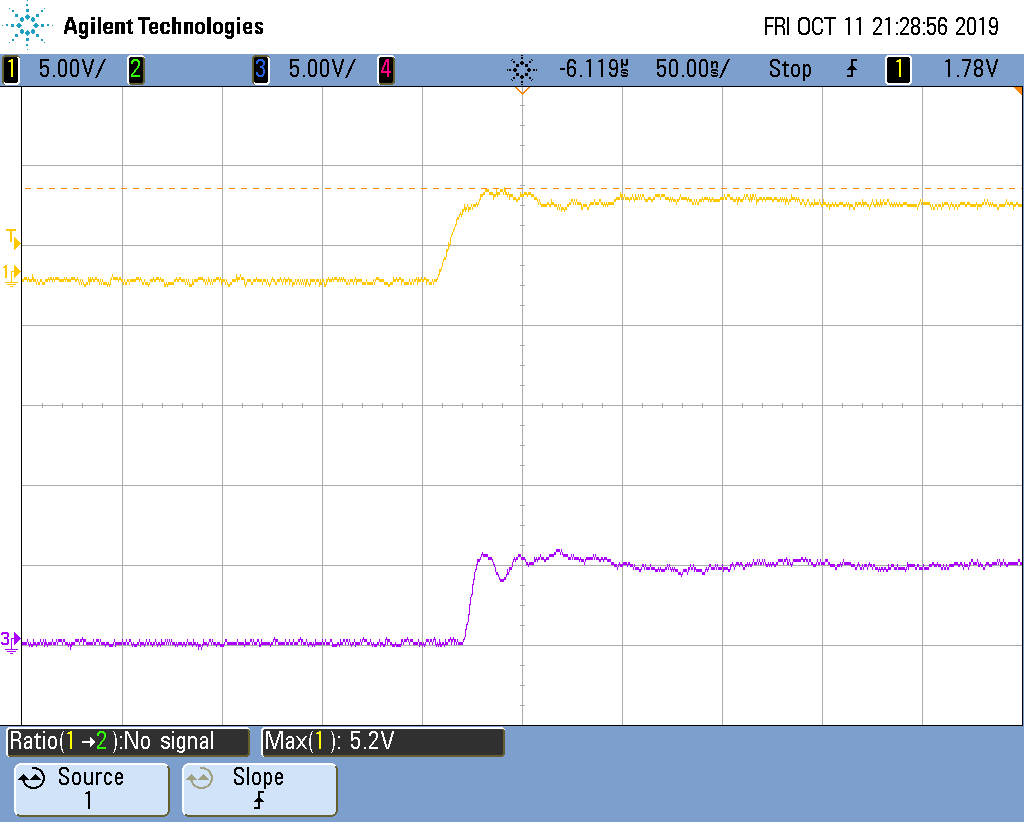 Agilent Technologies FRI OCT 11 21:28:56 2019
1 5.00V/ 2 3 5.00V/ 4 -6.119µs 50.00ns/ Stop 1 1.78V
T
1
3
Ratio(1→2):No signal Max(1): 5.2V
Source Slope
1